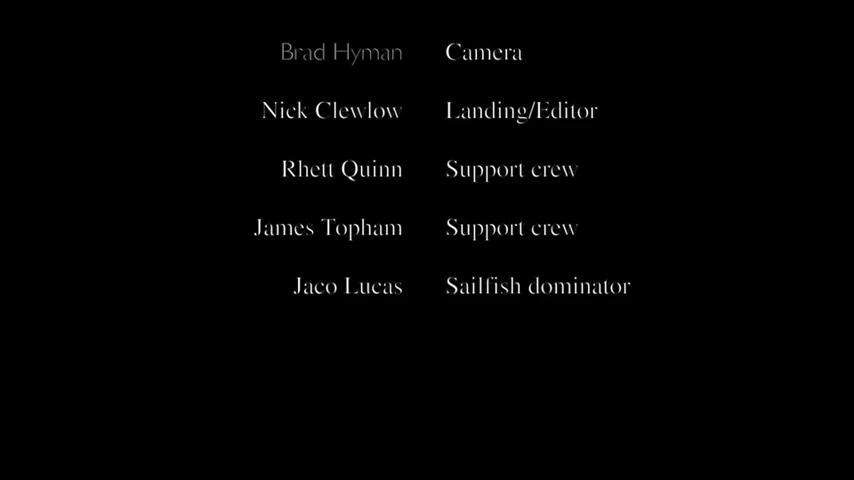 Brad Hyman Camera
Nick Clewlow Landing/Editor
Rhett Quinn Support crew
James Topham Support crew
Jaco Lucas Sailfish dominator